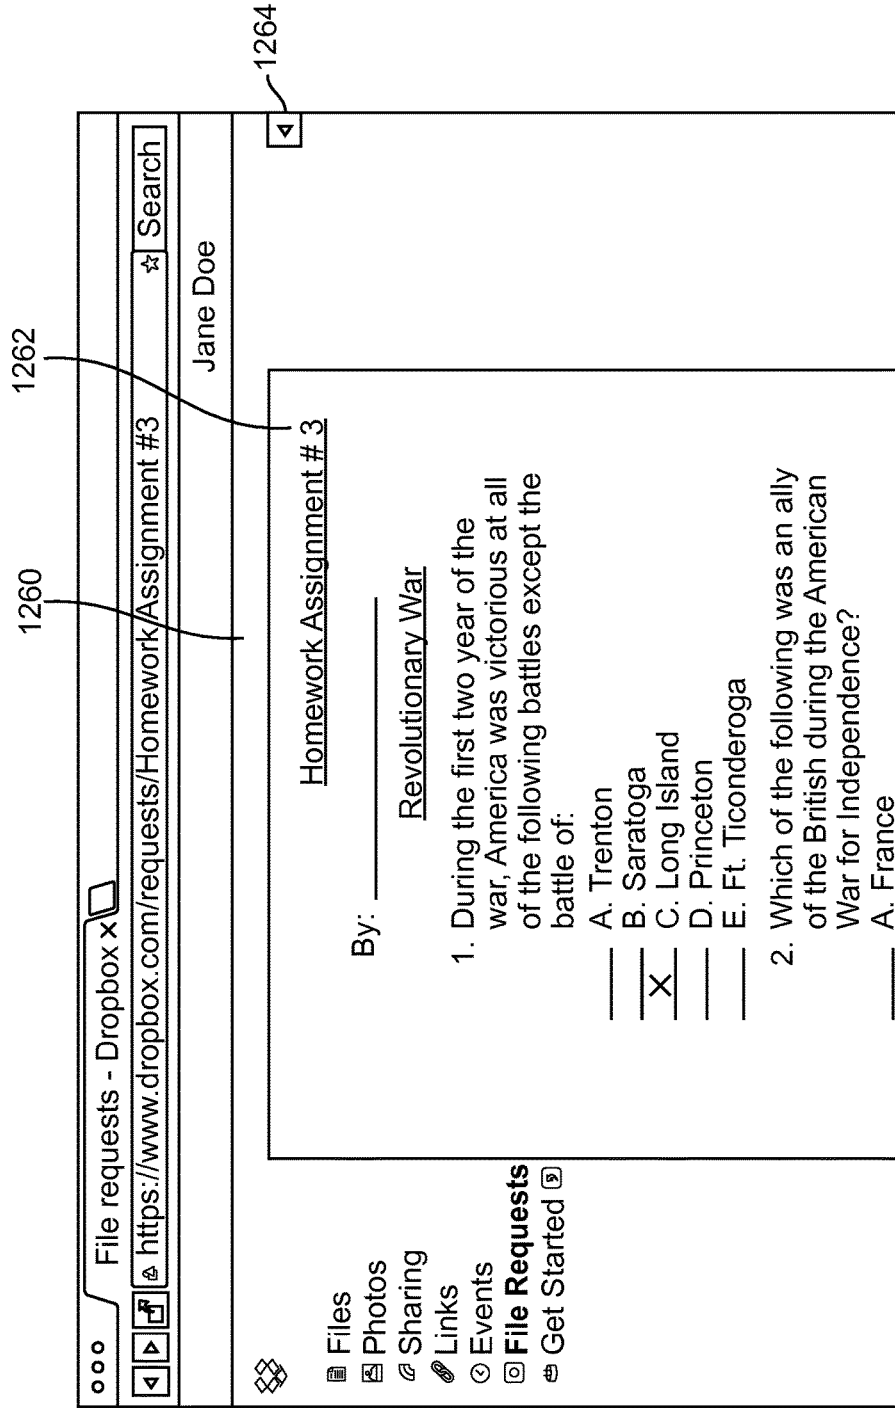 1260
1262
1264
File requests - Dropbox ×
https://www.dropbox.com/requests/Homework Assignment #3
Search
Jane Doe
Files
Photos
Sharing
Links
Events
File Requests
Get Started
Homework Assignment # 3
By:
Revolutionary War
1. During the first two year of the
war, America was victorious at all
of the following battles except the
battle of:
A. Trenton
B. Saratoga
X C. Long Island
D. Princeton
E. Ft. Ticonderoga
2. Which of the following was an ally
of the British during the American
War for Independence?
A. France